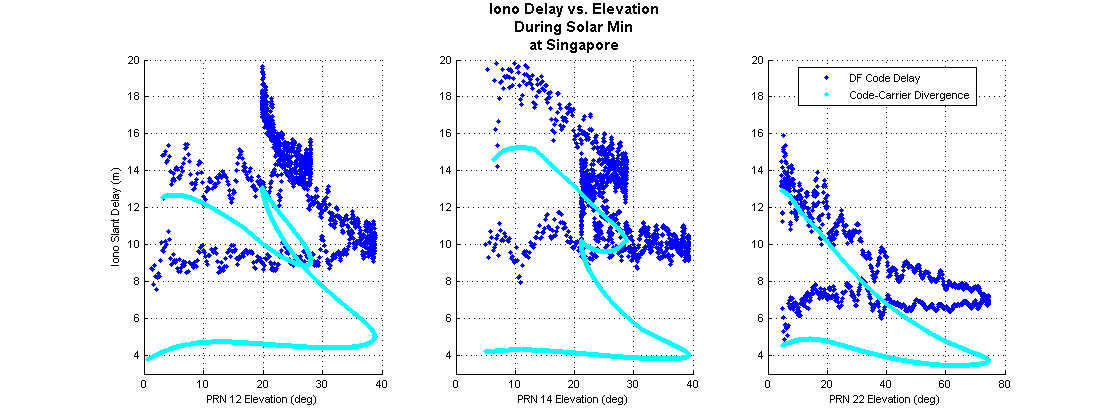 Iono Delay vs. Elevation
During Solar Min
at Singapore
Iono Slant Delay (m)
20
18
16
14
12
10
8
6
4
0 10 20 30 40
PRN 12 Elevation (deg)
20
18
16
14
12
10
8
6
4
0 10 20 30 40
PRN 14 Elevation (deg)
20
18
16
14
12
10
8
6
4
0 20 40 60 80
PRN 22 Elevation (deg)
DF Code Delay
Code-Carrier Divergence